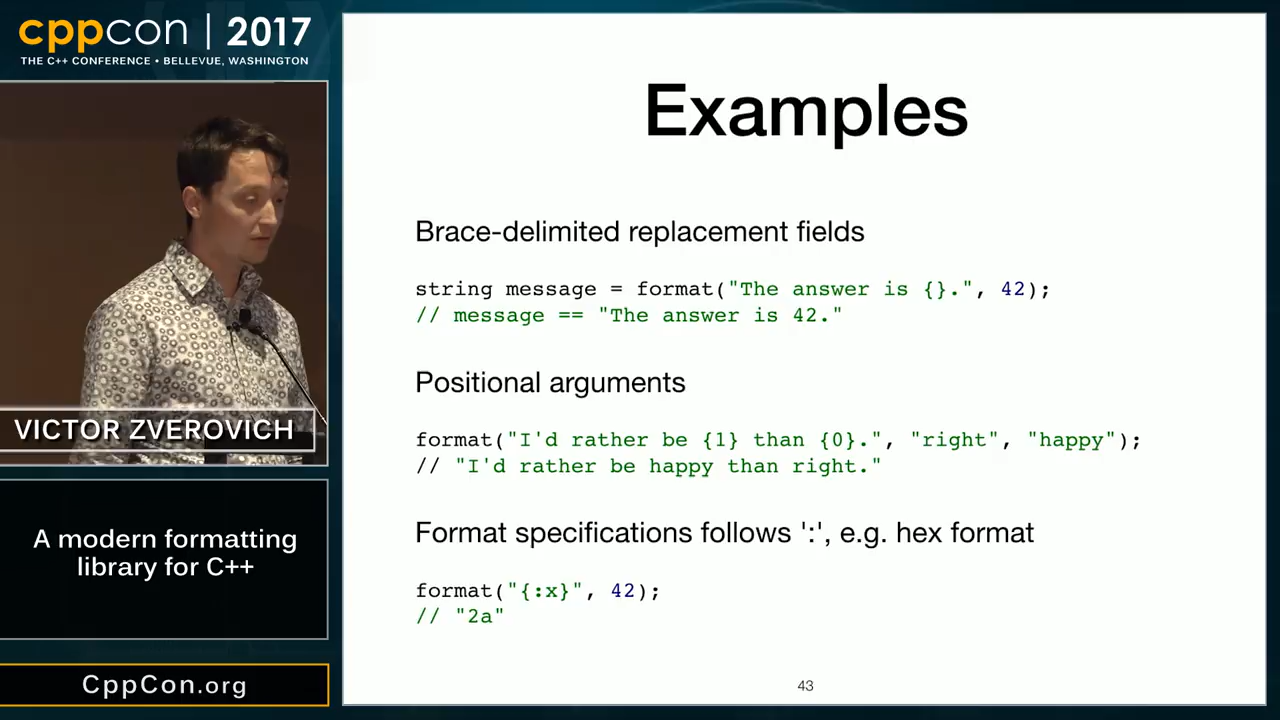 cppcon | 2017
THE C++ CONFERENCE • BELLEVUE, WASHINGTON
VICTOR ZVEROVICH
A modern formatting
library for C++
CppCon.org
Examples
Brace-delimited replacement fields
string message = format("The answer is {}.", 42);
// message == "The answer is 42."
Positional arguments
format("I'd rather be {1} than {0}.", "right", "happy");
// "I'd rather be happy than right."
Format specifications follows ':', e.g. hex format
format("{:x}", 42);
// "2a"
43